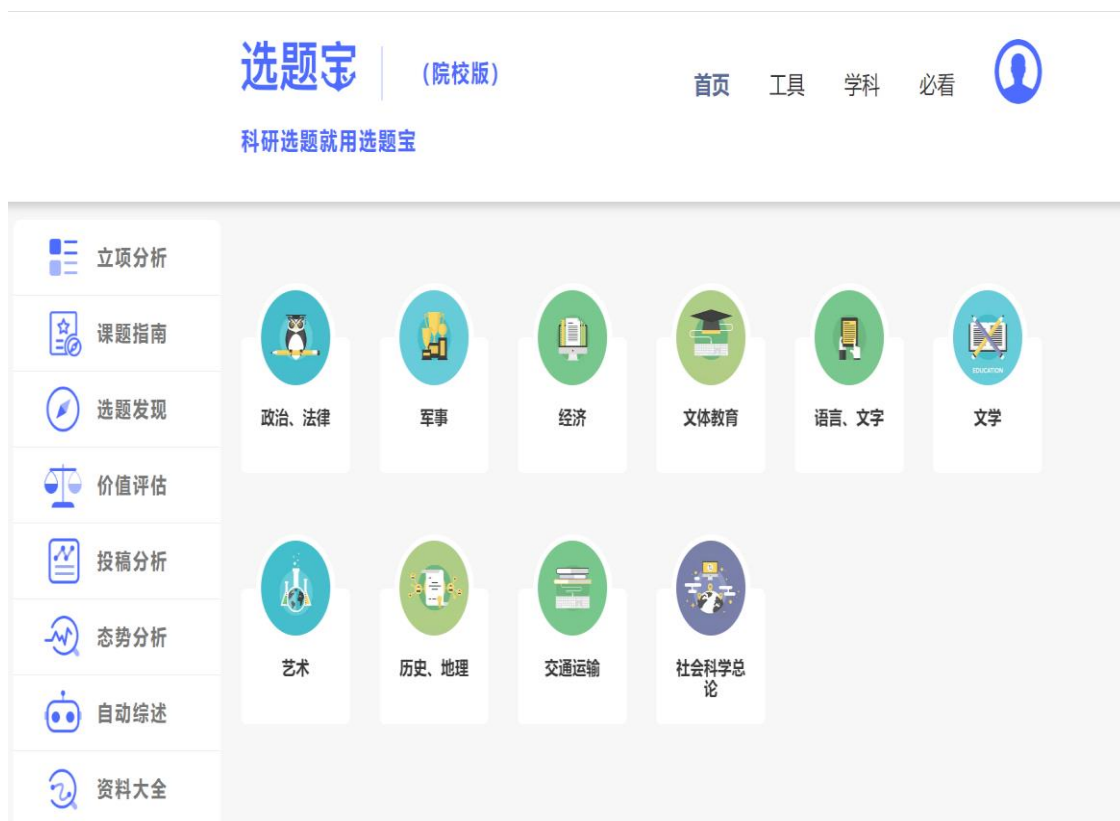 选题宝
（院校版）
首页 工具 学科 必看
科研选题就用选题宝
立项分析
课题指南
选题发现
价值评估
投稿分析
态势分析
自动综述
资料大全
政治、法律
军事
经济
文体教育
语言、文字
EDUCATION
文学
艺术
历史、地理
交通运输
社会科学总
论